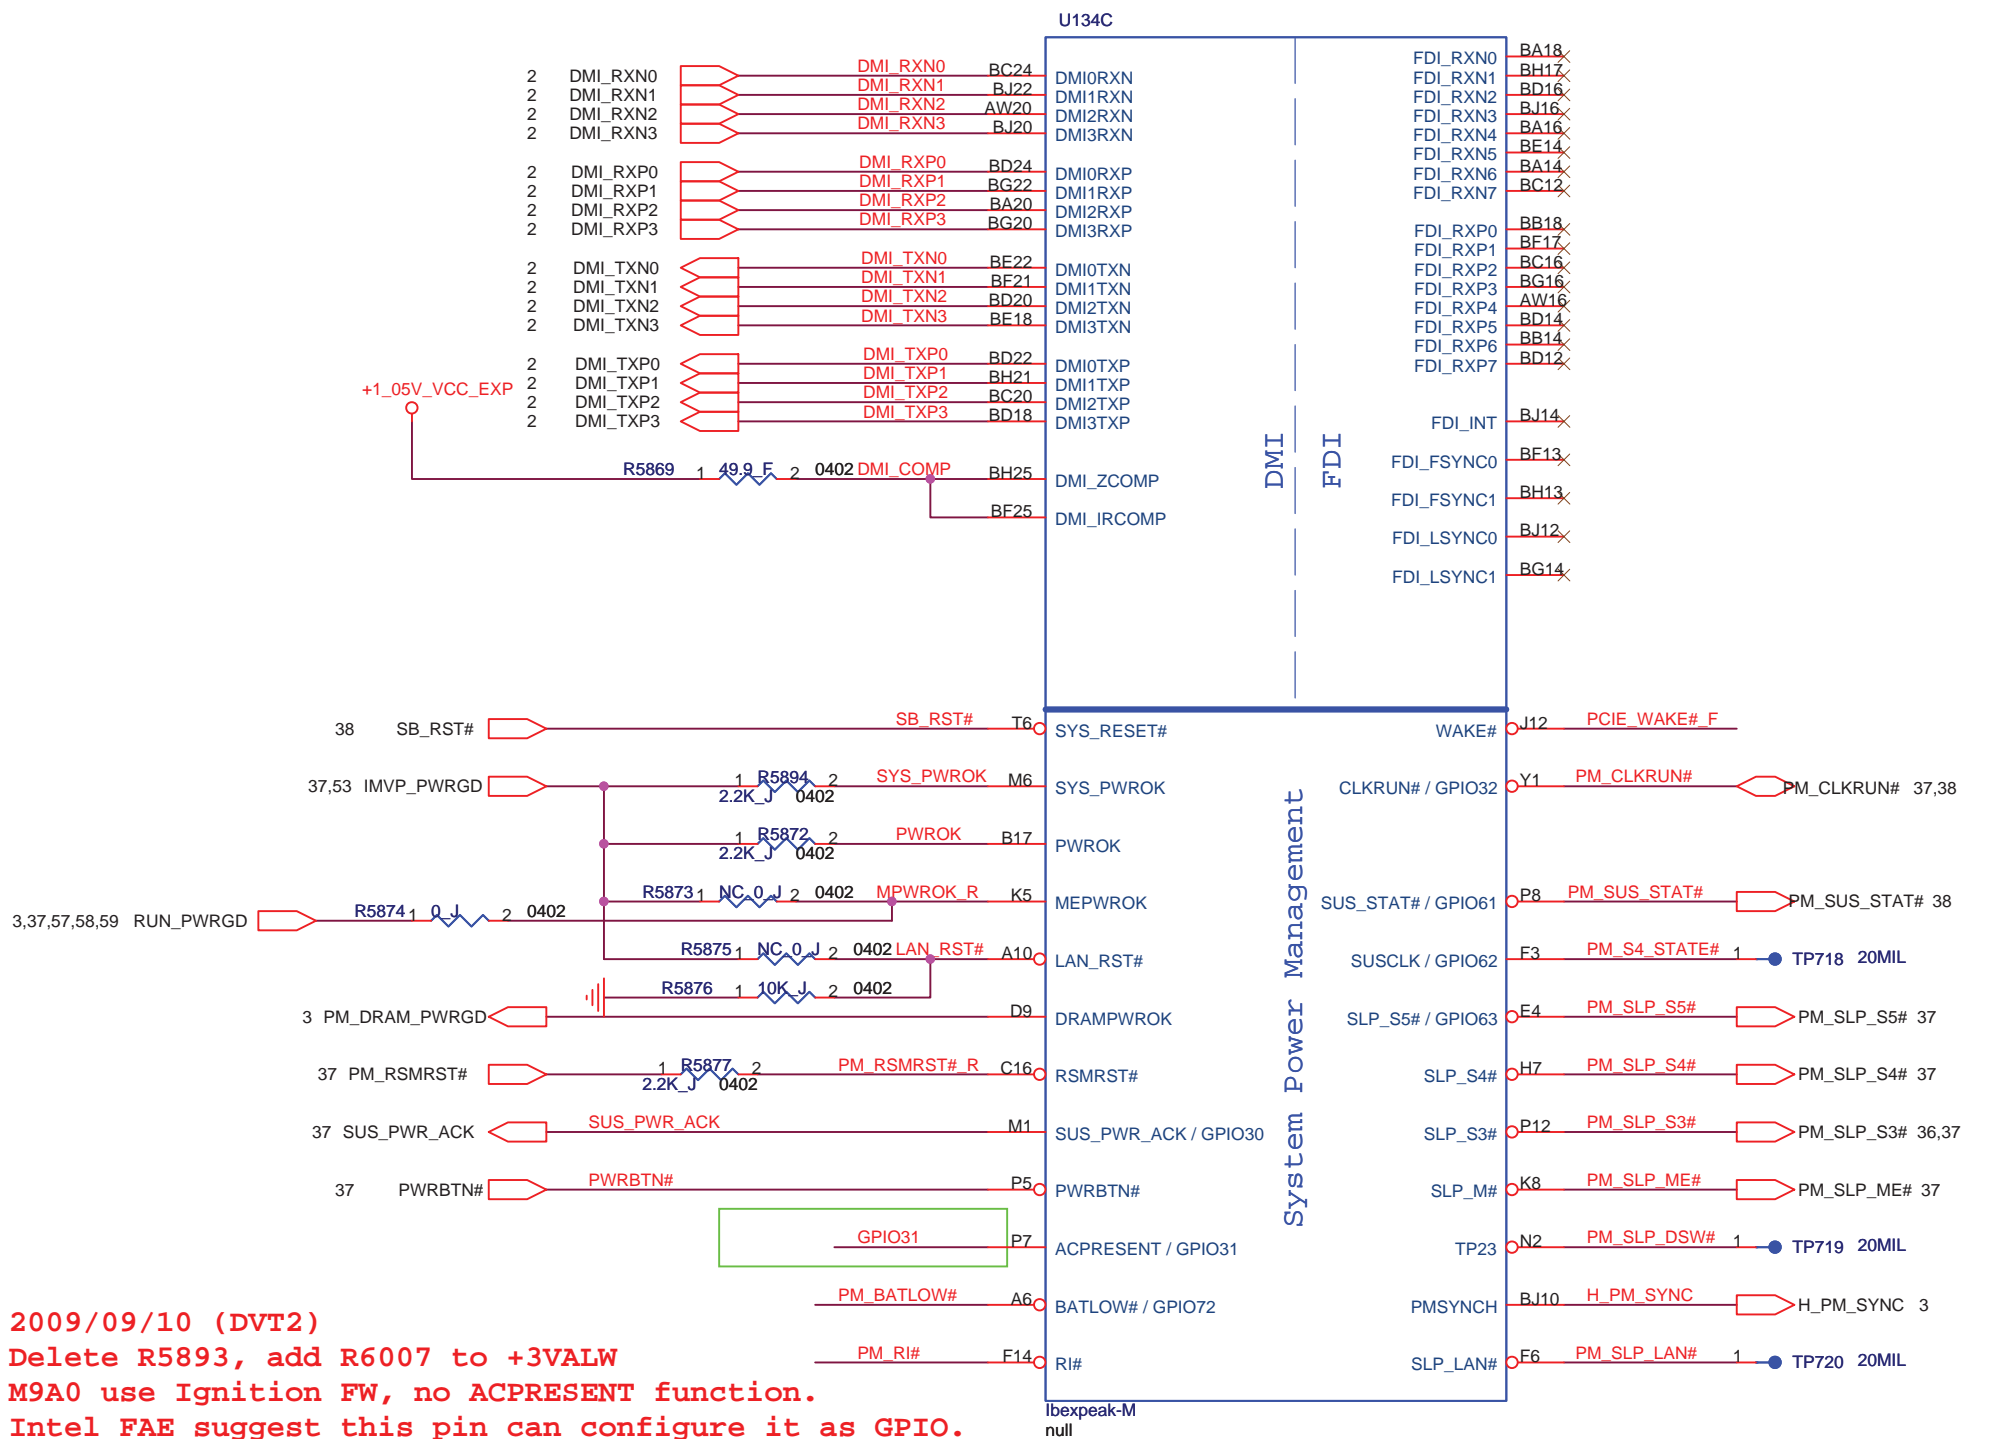 U134C
2 DMI_RXN0 DMI_RXN0 BC24 DMI0RXN
2 DMI_RXN1 DMI_RXN1 BJ22 DMI1RXN
2 DMI_RXN2 DMI_RXN2 AW20 DMI2RXN
2 DMI_RXN3 DMI_RXN3 BJ20 DMI3RXN
2 DMI_RXP0 DMI_RXP0 BD24 DMI0RXP
2 DMI_RXP1 DMI_RXP1 BG22 DMI1RXP
2 DMI_RXP2 DMI_RXP2 BA20 DMI2RXP
2 DMI_RXP3 DMI_RXP3 BG20 DMI3RXP
2 DMI_TXN0 DMI_TXN0 BE22 DMI0TXN
2 DMI_TXN1 DMI_TXN1 BF21 DMI1TXN
2 DMI_TXN2 DMI_TXN2 BD20 DMI2TXN
2 DMI_TXN3 DMI_TXN3 BE18 DMI3TXN
2 DMI_TXP0 DMI_TXP0 BD22 DMI0TXP
2 DMI_TXP1 DMI_TXP1 BH21 DMI1TXP
2 DMI_TXP2 DMI_TXP2 BC20 DMI2TXP
2 DMI_TXP3 DMI_TXP3 BD18 DMI3TXP
+1_05V_VCC_EXP
R5869 1 49.9_F 2 0402 DMI_COMP BH25 DMI_ZCOMP
BF25 DMI_IRCOMP
DMI
FDI
FDI_RXN0 BA18
FDI_RXN1 BH17
FDI_RXN2 BD16
FDI_RXN3 BJ16
FDI_RXN4 BA16
FDI_RXN5 BE14
FDI_RXN6 BA14
FDI_RXN7 BC12
FDI_RXP0 BB18
FDI_RXP1 BF17
FDI_RXP2 BC16
FDI_RXP3 BG16
FDI_RXP4 AW16
FDI_RXP5 BD14
FDI_RXP6 BB14
FDI_RXP7 BD12
FDI_INT BJ14
FDI_FSYNC0 BF13
FDI_FSYNC1 BH13
FDI_LSYNC0 BJ12
FDI_LSYNC1 BG14
38 SB_RST# SB_RST# T6 SYS_RESET#
37,53 IMVP_PWRGD 1 R5894 2 SYS_PWROK M6 SYS_PWROK
2.2K_J 0402
1 R5872 2 PWROK B17 PWROK
2.2K_J 0402
R5873 1 NC_0_J 2 0402 MPWROK_R K5 MEPWROK
3,37,57,58,59 RUN_PWRGD R5874 1 0_J 2 0402
R5875 1 NC_0_J 2 0402 LAN_RST# A10 LAN_RST#
R5876 1 10K_J 2 0402
3 PM_DRAM_PWRGD D9 DRAMPWROK
37 PM_RSMRST# 1 R5877 2 PM_RSMRST#_R C16 RSMRST#
2.2K_J 0402
37 SUS_PWR_ACK SUS_PWR_ACK M1 SUS_PWR_ACK / GPIO30
37 PWRBTN# PWRBTN# P5 PWRBTN#
GPIO31 P7 ACPRESENT / GPIO31
PM_BATLOW# A6 BATLOW# / GPIO72
PM_RI# F14 RI#
System Power Management
WAKE# J12 PCIE_WAKE#_F
CLKRUN# / GPIO32 Y1 PM_CLKRUN# PM_CLKRUN# 37,38
SUS_STAT# / GPIO61 P8 PM_SUS_STAT# PM_SUS_STAT# 38
SUSCLK / GPIO62 F3 PM_S4_STATE# 1 TP718 20MIL
SLP_S5# / GPIO63 E4 PM_SLP_S5# PM_SLP_S5# 37
SLP_S4# H7 PM_SLP_S4# PM_SLP_S4# 37
SLP_S3# P12 PM_SLP_S3# PM_SLP_S3# 36,37
SLP_M# K8 PM_SLP_ME# PM_SLP_ME# 37
TP23 N2 PM_SLP_DSW# 1 TP719 20MIL
PMSYNCH BJ10 H_PM_SYNC H_PM_SYNC 3
SLP_LAN# F6 PM_SLP_LAN# 1 TP720 20MIL
Ibexpeak-M
null
2009/09/10 (DVT2)
Delete R5893, add R6007 to +3VALW
M9A0 use Ignition FW, no ACPRESENT function.
Intel FAE suggest this pin can configure it as GPIO.